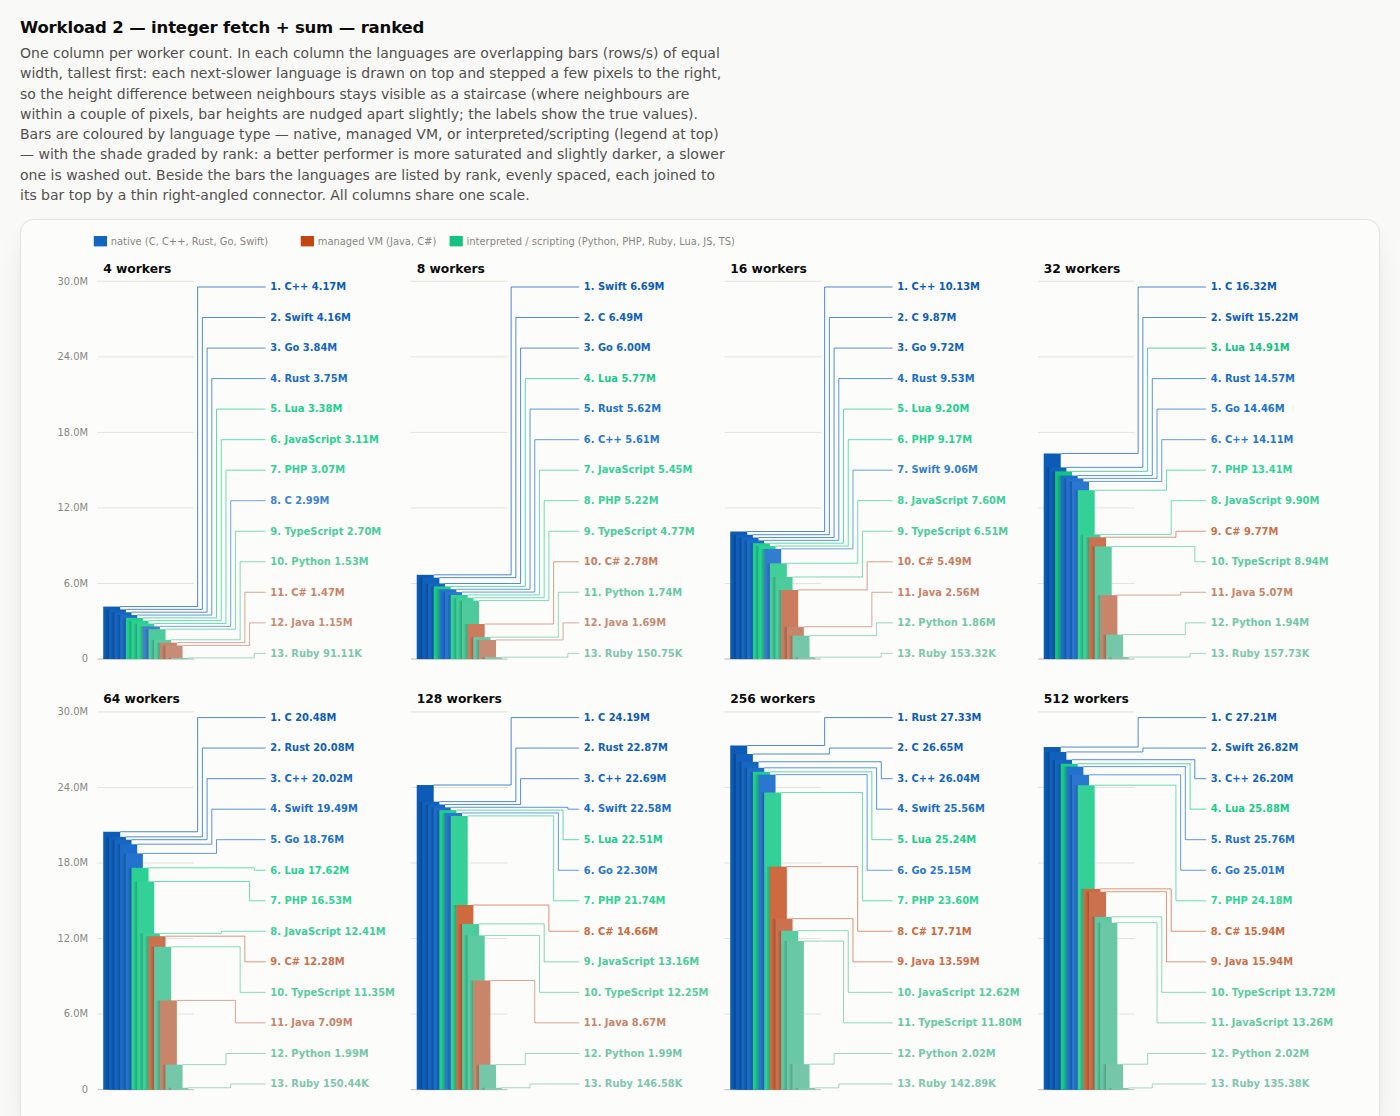 Workload 2 — integer fetch + sum — ranked
One column per worker count. In each column the languages are overlapping bars (rows/s) of equal
width, tallest first: each next-slower language is drawn on top and stepped a few pixels to the right,
so the height difference between neighbours stays visible as a staircase (where neighbours are
within a couple of pixels, bar heights are nudged apart slightly; the labels show the true values).
Bars are coloured by language type — native, managed VM, or interpreted/scripting (legend at top)
— with the shade graded by rank: a better performer is more saturated and slightly darker, a slower
one is washed out. Beside the bars the languages are listed by rank, evenly spaced, each joined to
its bar top by a thin right-angled connector. All columns share one scale.
native (C, C++, Rust, Go, Swift)
managed VM (Java, C#)
interpreted / scripting (Python, PHP, Ruby, Lua, JS, TS)
4 workers
30.0M
24.0M
18.0M
12.0M
6.0M
0
1. C++ 4.17M
2. Swift 4.16M
3. Go 3.84M
4. Rust 3.75M
5. Lua 3.38M
6. JavaScript 3.11M
7. PHP 3.07M
8. C 2.99M
9. TypeScript 2.70M
10. Python 1.53M
11. C# 1.47M
12. Java 1.15M
13. Ruby 91.11K
8 workers
1. Swift 6.69M
2. C 6.49M
3. Go 6.00M
4. Lua 5.77M
5. Rust 5.62M
6. C++ 5.61M
7. JavaScript 5.45M
8. PHP 5.22M
9. TypeScript 4.77M
10. C# 2.78M
11. Python 1.74M
12. Java 1.69M
13. Ruby 150.75K
16 workers
1. C++ 10.13M
2. C 9.87M
3. Go 9.72M
4. Rust 9.53M
5. Lua 9.20M
6. PHP 9.17M
7. Swift 9.06M
8. JavaScript 7.60M
9. TypeScript 6.51M
10. C# 5.49M
11. Java 2.56M
12. Python 1.86M
13. Ruby 153.32K
32 workers
1. C 16.32M
2. Swift 15.22M
3. Lua 14.91M
4. Rust 14.57M
5. Go 14.46M
6. C++ 14.11M
7. PHP 13.41M
8. JavaScript 9.90M
9. C# 9.77M
10. TypeScript 8.94M
11. Java 5.07M
12. Python 1.94M
13. Ruby 157.73K
64 workers
30.0M
24.0M
18.0M
12.0M
6.0M
0
1. C 20.48M
2. Rust 20.08M
3. C++ 20.02M
4. Swift 19.49M
5. Go 18.76M
6. Lua 17.62M
7. PHP 16.53M
8. JavaScript 12.41M
9. C# 12.28M
10. TypeScript 11.35M
11. Java 7.09M
12. Python 1.99M
13. Ruby 150.44K
128 workers
1. C 24.19M
2. Rust 22.87M
3. C++ 22.69M
4. Swift 22.58M
5. Lua 22.51M
6. Go 22.30M
7. PHP 21.74M
8. C# 14.66M
9. JavaScript 13.16M
10. TypeScript 12.25M
11. Java 8.67M
12. Python 1.99M
13. Ruby 146.58K
256 workers
1. Rust 27.33M
2. C 26.65M
3. C++ 26.04M
4. Swift 25.56M
5. Lua 25.24M
6. Go 25.15M
7. PHP 23.60M
8. C# 17.71M
9. Java 13.59M
10. JavaScript 12.62M
11. TypeScript 11.80M
12. Python 2.02M
13. Ruby 142.89K
512 workers
1. C 27.21M
2. Swift 26.82M
3. C++ 26.20M
4. Lua 25.88M
5. Rust 25.76M
6. Go 25.01M
7. PHP 24.18M
8. C# 15.94M
9. Java 15.94M
10. TypeScript 13.72M
11. JavaScript 13.26M
12. Python 2.02M
13. Ruby 135.38K